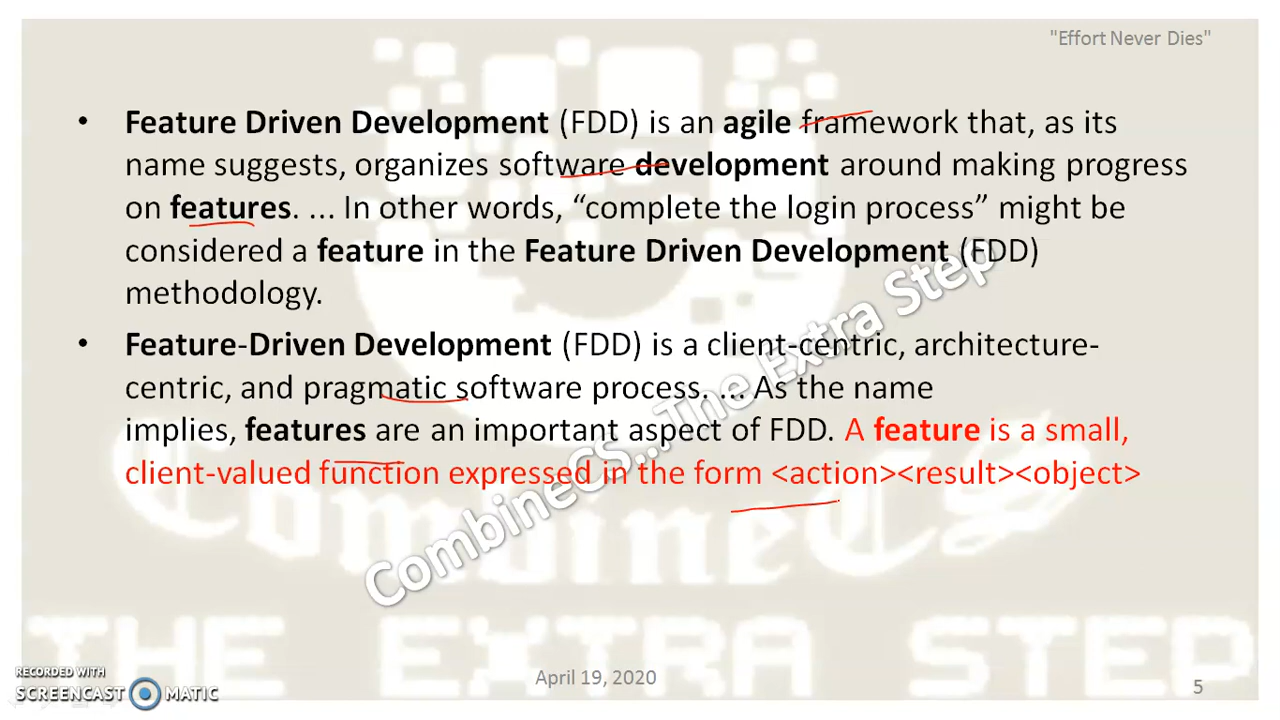 "Effort Never Dies"
• Feature Driven Development (FDD) is an agile framework that, as its
name suggests, organizes software development around making progress
on features. ... In other words, “complete the login process” might be
considered a feature in the Feature Driven Development (FDD)
methodology.
• Feature-Driven Development (FDD) is a client-centric, architecture-
centric, and pragmatic software process. ... As the name
implies, features are an important aspect of FDD. A feature is a small,
client-valued function expressed in the form <action><result><object>
CombineCS...The Extra Step
CombineCS
THE EXTRA STEP
RECORDED WITH
SCREENCAST MATIC
April 19, 2020
5